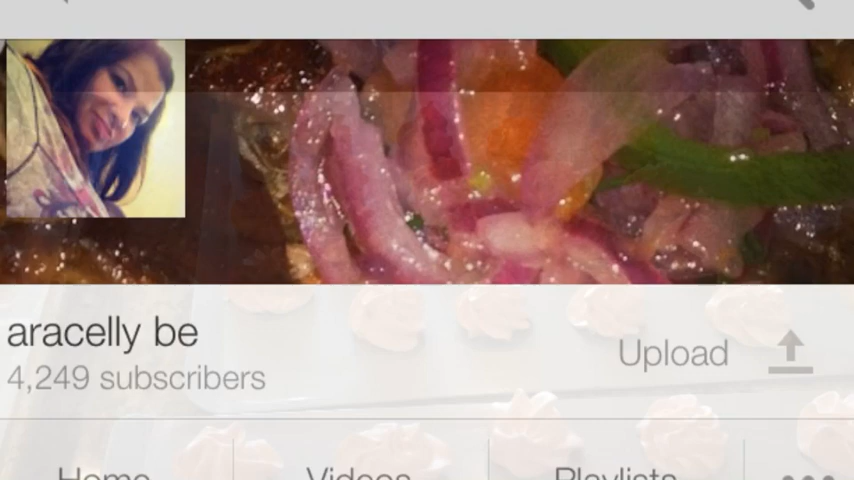 aracelly be
4,249 subscribers
Upload
Home
Videos
Playlists